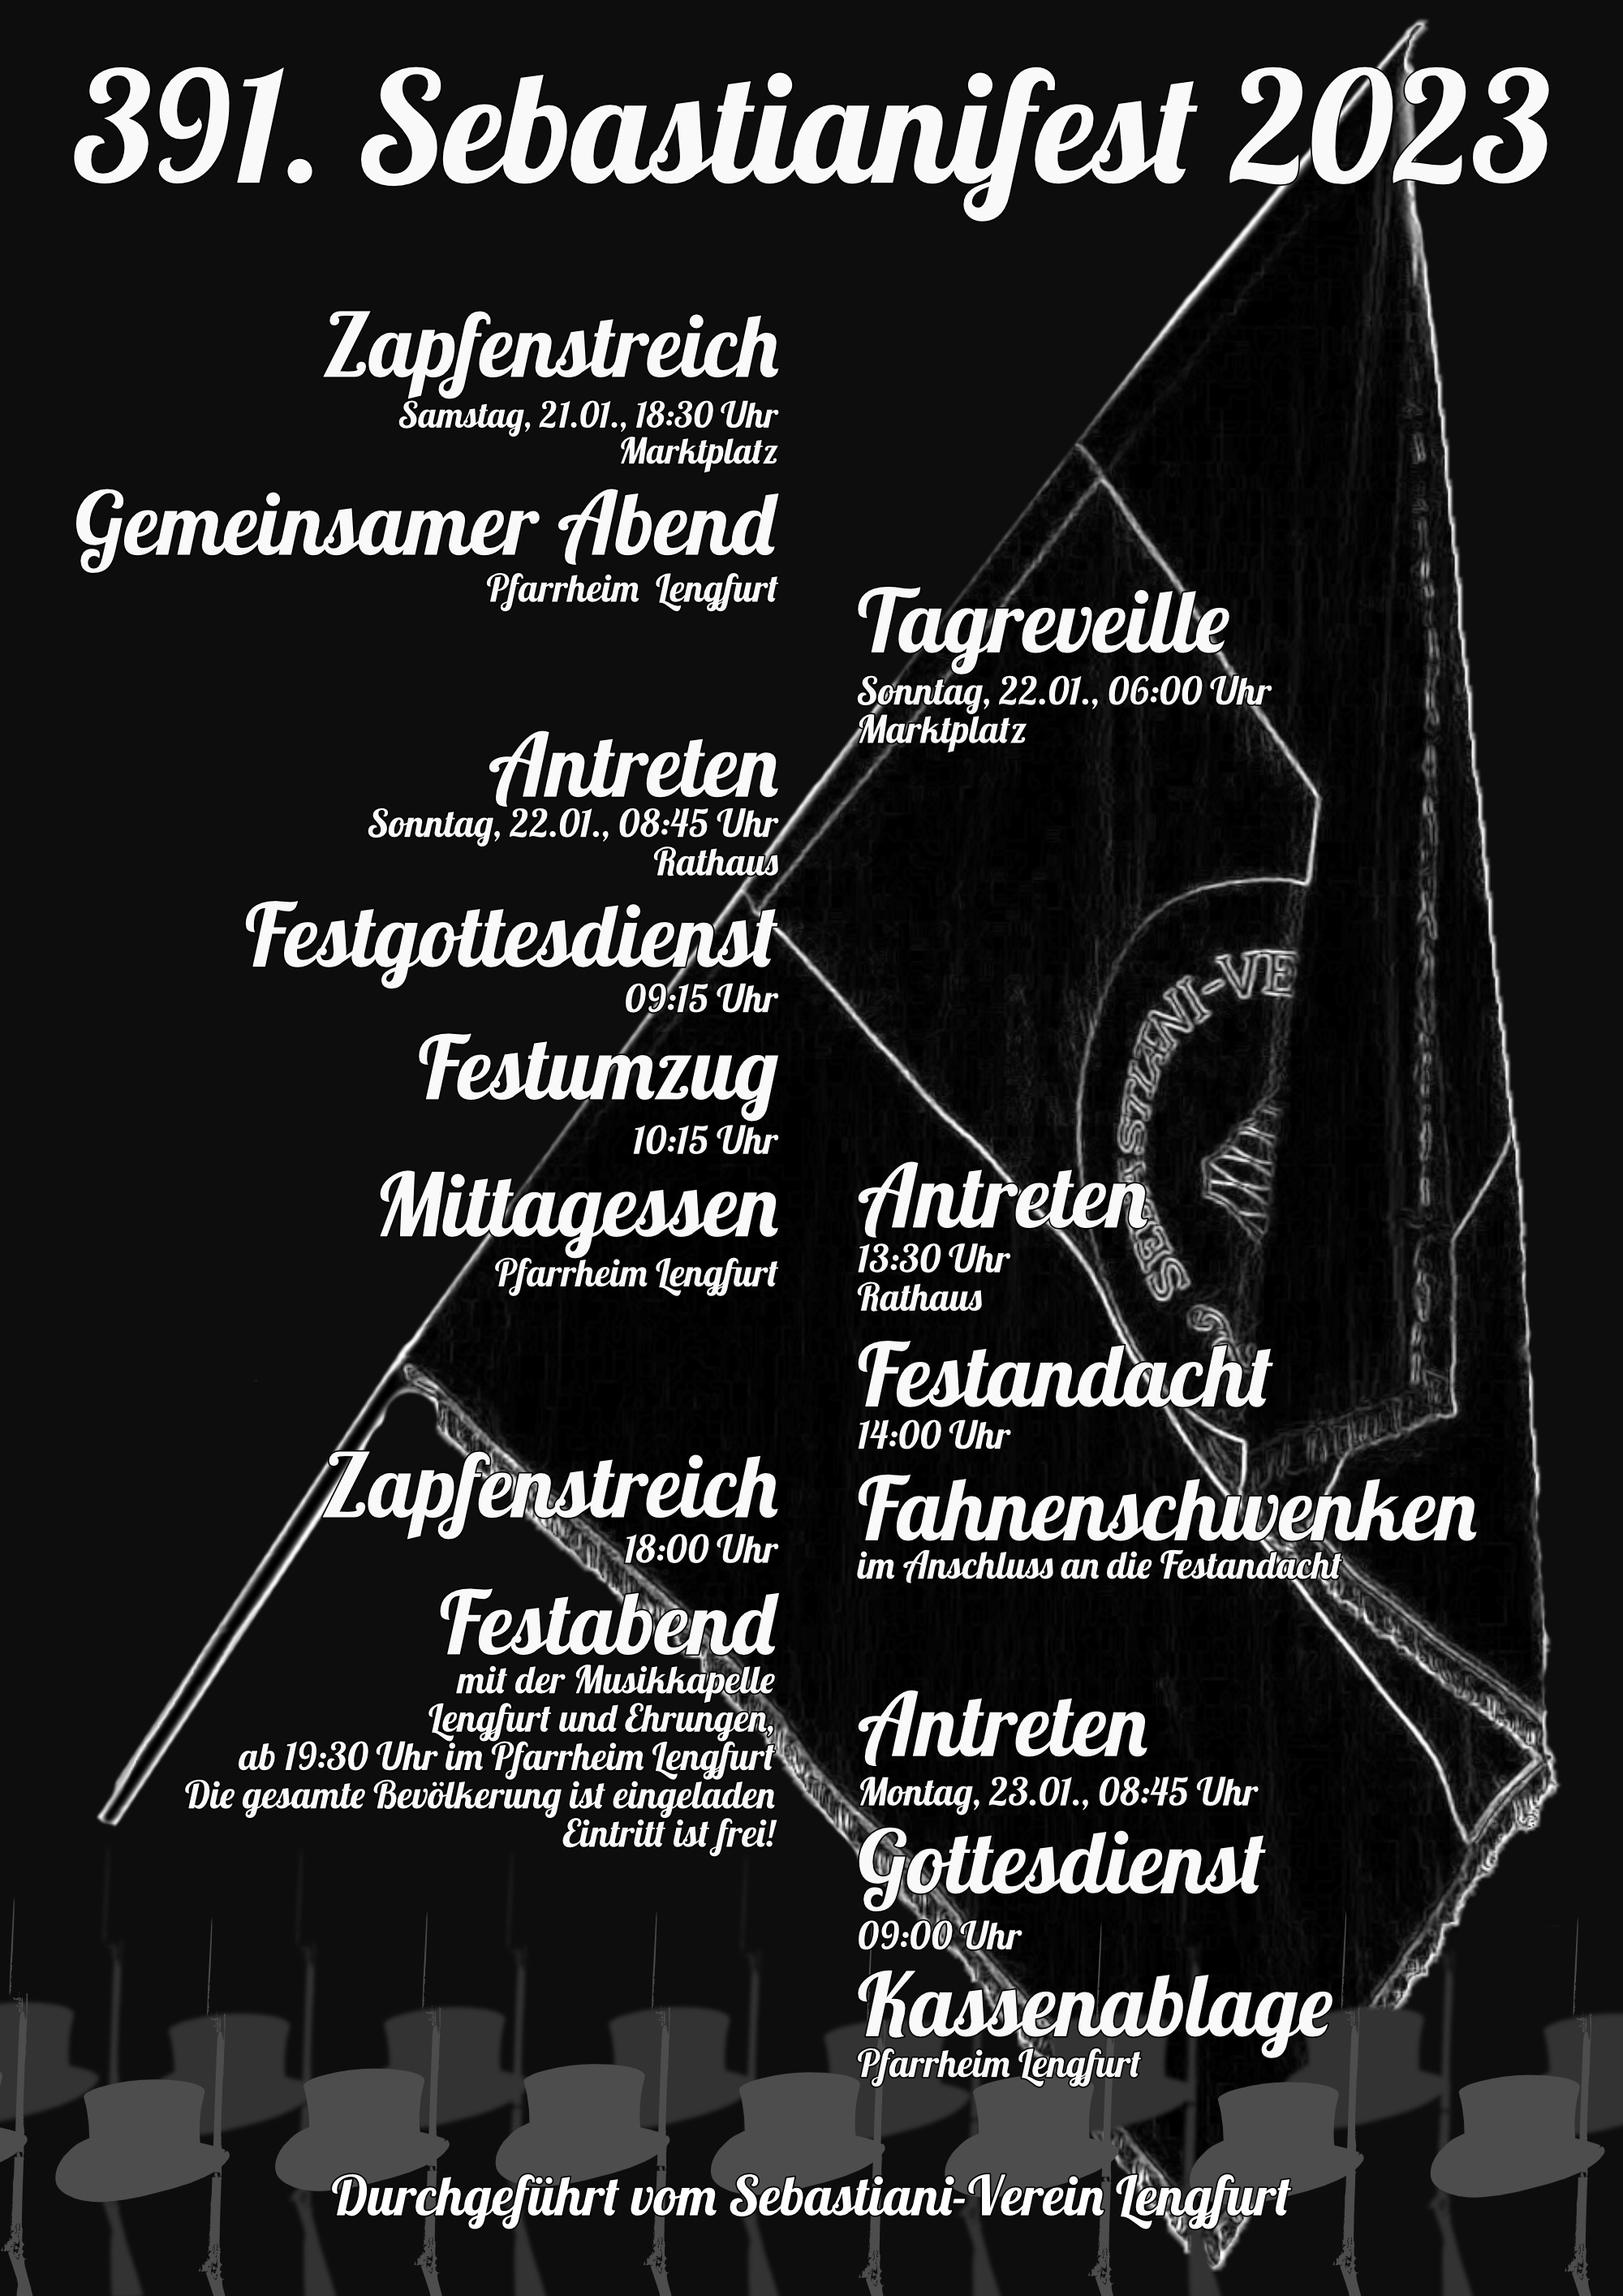 391. Sebastianifest 2023
Zapfenstreich
Samstag, 21.01., 18:30 Uhr
Marktplatz
Gemeinsamer Abend
Pfarrheim Lengfurt
Tagreveille
Sonntag, 22.01., 06:00 Uhr
Marktplatz
Antreten
Sonntag, 22.01., 08:45 Uhr
Rathaus
Festgottesdienst
09:15 Uhr
Festumzug
10:15 Uhr
Mittagessen
Pfarrheim Lengfurt
Antreten
13:30 Uhr
Rathaus
Festandacht
14:00 Uhr
Fahnenschwenken
im Anschluss an die Festandacht
Zapfenstreich
18:00 Uhr
Festabend
mit der Musikkapelle
Lengfurt und Ehrungen,
ab 19:30 Uhr im Pfarrheim Lengfurt
Die gesamte Bevölkerung ist eingeladen
Eintritt ist frei!
Antreten
Montag, 23.01., 08:45 Uhr
Gottesdienst
09:00 Uhr
Kassenablage
Pfarrheim Lengfurt
Durchgeführt vom Sebastiani-Verein Lengfurt